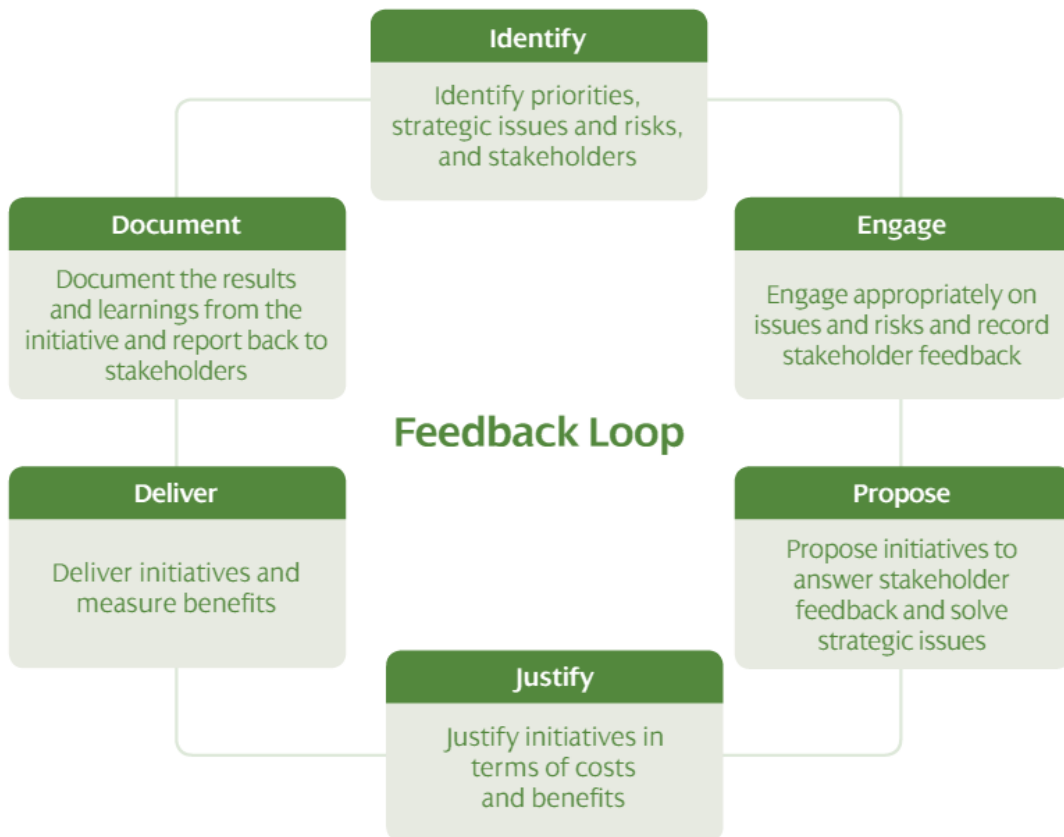 Identify
Identify priorities,
strategic issues and risks,
and stakeholders
Engage
Engage appropriately on
issues and risks and record
stakeholder feedback
Propose
Propose initiatives to
answer stakeholder
feedback and solve
strategic issues
Justify
Justify initiatives in
terms of costs
and benefits
Deliver
Deliver initiatives and
measure benefits
Document
Document the results
and learnings from the
initiative and report back to
stakeholders
Feedback Loop